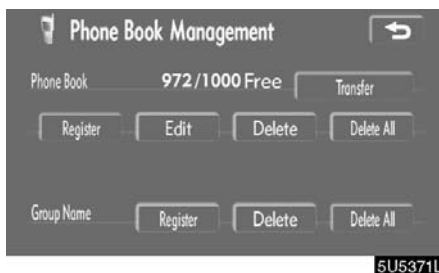 Phone Book Management
Phone Book 972/1000 Free Transfer
Register Edit Delete Delete All
Group Name Register Delete Delete All
5U5371L